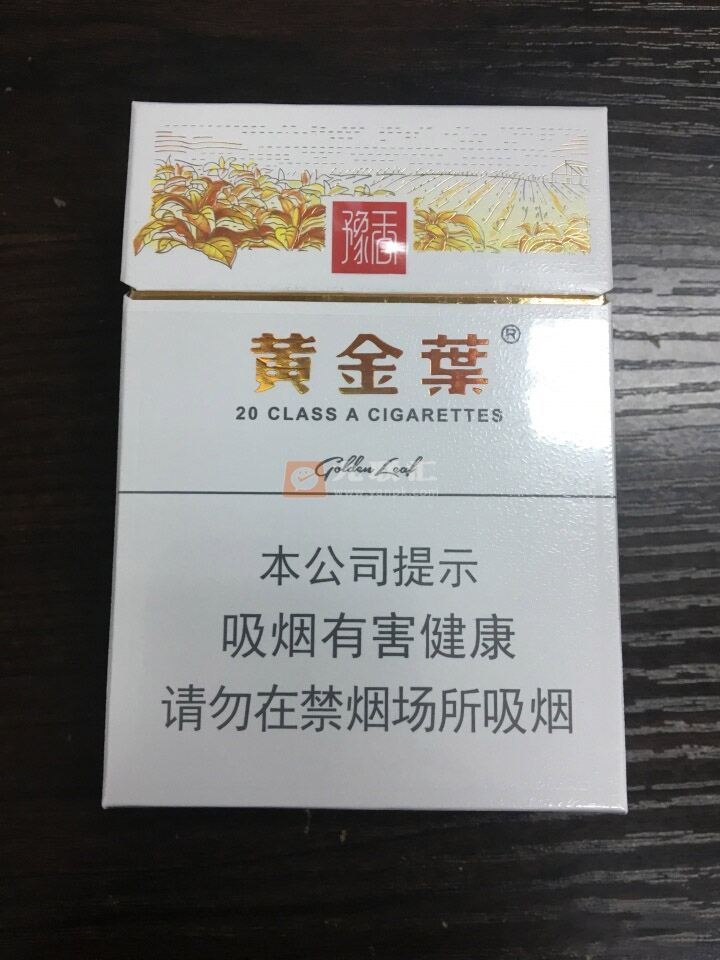 豫香
黃金葉®
20 CLASS A CIGARETTES
Golden Leaf
本公司提示
吸烟有害健康
请勿在禁烟场所吸烟